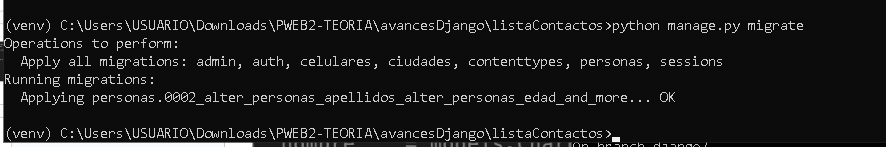 (venv) C:\Users\USUARIO\Downloads\PWEB2-TEORIA\avancesDjango\listaContactos>python manage.py migrate
Operations to perform:
  Apply all migrations: admin, auth, celulares, ciudades, contenttypes, personas, sessions
Running migrations:
  Applying personas.0002_alter_personas_apellidos_alter_personas_edad_and_more... OK
(venv) C:\Users\USUARIO\Downloads\PWEB2-TEORIA\avancesDjango\listaContactos>